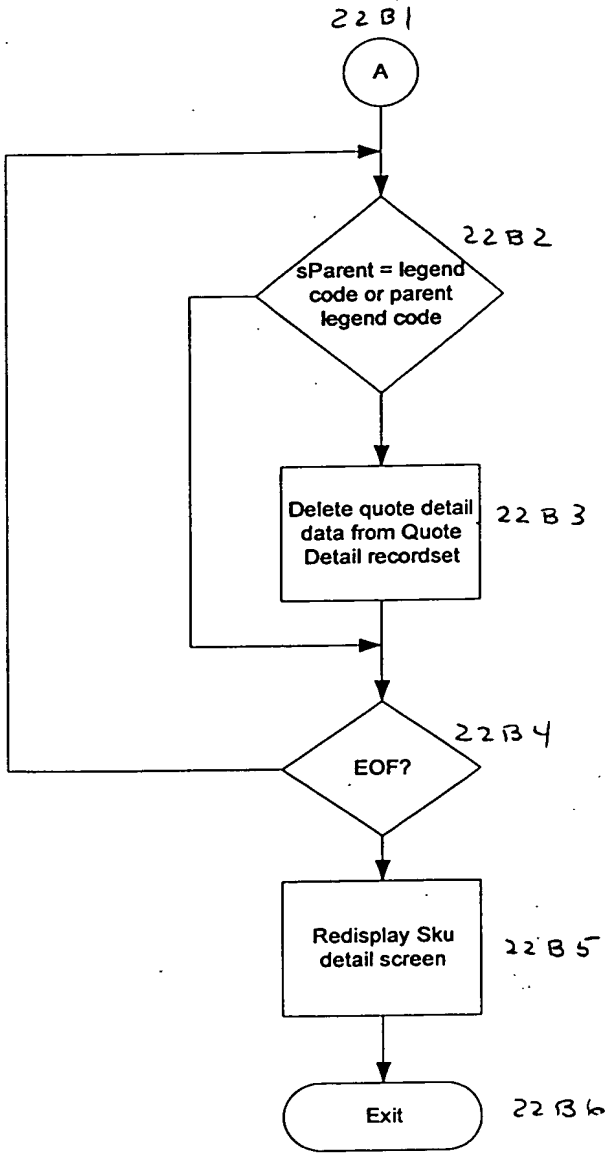 22B1
A
22B2
sParent = legend
code or parent
legend code
Delete quote detail
data from Quote
Detail recordset
22B3
22B4
EOF?
Redisplay Sku
detail screen
22B5
Exit
22B6